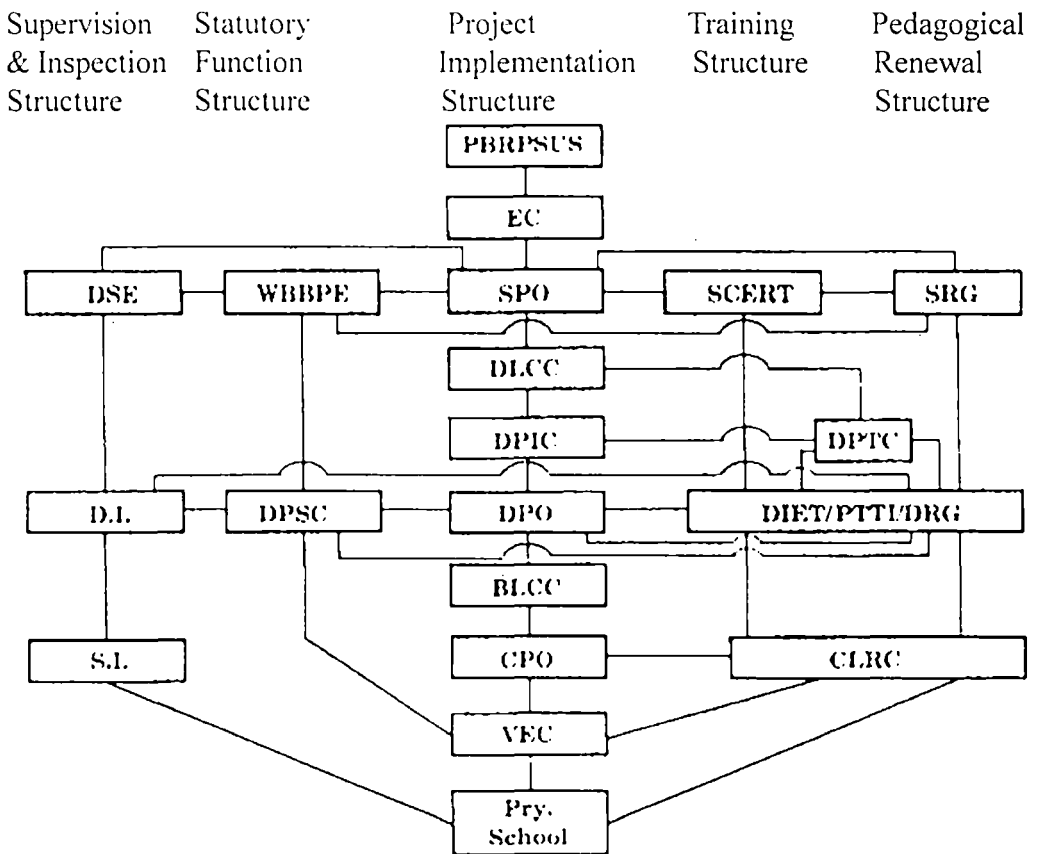 Supervision & Inspection Structure
Statutory Function Structure
Project Implementation Structure
Training Structure
Pedagogical Renewal Structure
PBRPSUS
EC
DSE
WBBPE
SPO
SCERT
SRG
DLCC
DPIC
DPTC
D.I.
DPSC
DPO
DIET/PTTI/DRG
BLCC
S.I.
CPO
CLRC
VEC
Pry.
School